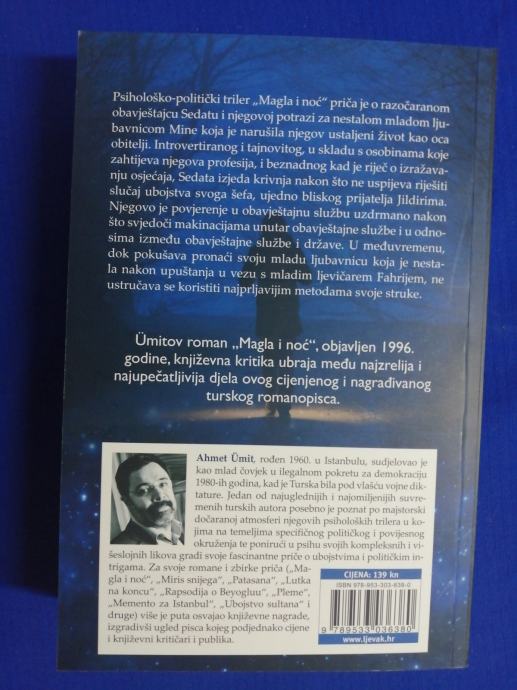 Psihološko-politički triler „Magla i noć“ priča je o razočaranom
obavještajcu Sedatu i njegovoj potrazi za nestalom mladom lju-
bavnicom Mine koja je narušila njegov ustaljeni život kao oca
obitelji. Introvertiranog i tajnovitog, u skladu s osobinama koje
zahtijeva njegova profesija, i beznadnog kad je riječ o izražava-
nju osjećaja, Sedata izjeda krivnja nakon što ne uspijeva riješiti
slučaj ubojstva svoga šefa, ujedno bliskog prijatelja Jildirima.
Njegovo je povjerenje u obavještajnu službu uzdrmano nakon
što svjedoči makinacijama unutar obavještajne službe i u odno-
sima između obavještajne službe i države. U međuvremenu,
dok pokušava pronaći svoju mladu ljubavnicu koja je nesta-
la nakon upuštanja u vezu s mladim ljevičarem Fahrijem, ne
ustručava se koristiti najprljavijim metodama svoje struke.
Ümitov roman „Magla i noć“, objavljen 1996.
godine, književna kritika ubraja među najzrelija i
najupečatljivija djela ovog cijenjenog i nagrađivanog
turskog romanopisca.
Ahmet Ümit, rođen 1960. u Istanbulu, sudjelovao je
kao mlad čovjek u ilegalnom pokretu za demokraciju
1980-ih godina, kad je Turska bila pod vlašću vojne dik-
tature. Jedan od najuglednijih i najomiljenijih suvre-
menih turskih autora posebno je poznat po majstorski
dočaranoj atmosferi njegovih psiholoških trilera u ko-
jima na temeljima specifičnog političkog i povijesnog
okruženja te ponirući u psihu svojih kompleksnih i vi-
šeslojnih likova gradi svoje fascinantne priče o ubojstvima i političkim in-
trigama. Za svoje romane i zbirke priča („Ma-
gla i noć“, „Miris snijega“, „Patasana“, „Lutka
na koncu“, „Rapsodija o Beyogluu“, „Pleme“,
„Memento za Istanbul“, „Ubojstvo sultana“ i
druge) više je puta osvajao književne nagrade,
izgradivši ugled pisca kojeg podjednako cijene
i književni kritičari i publika.
CIJENA: 139 kn
ISBN 978-953-303-638-0
9 789533 036380
www.ljevak.hr